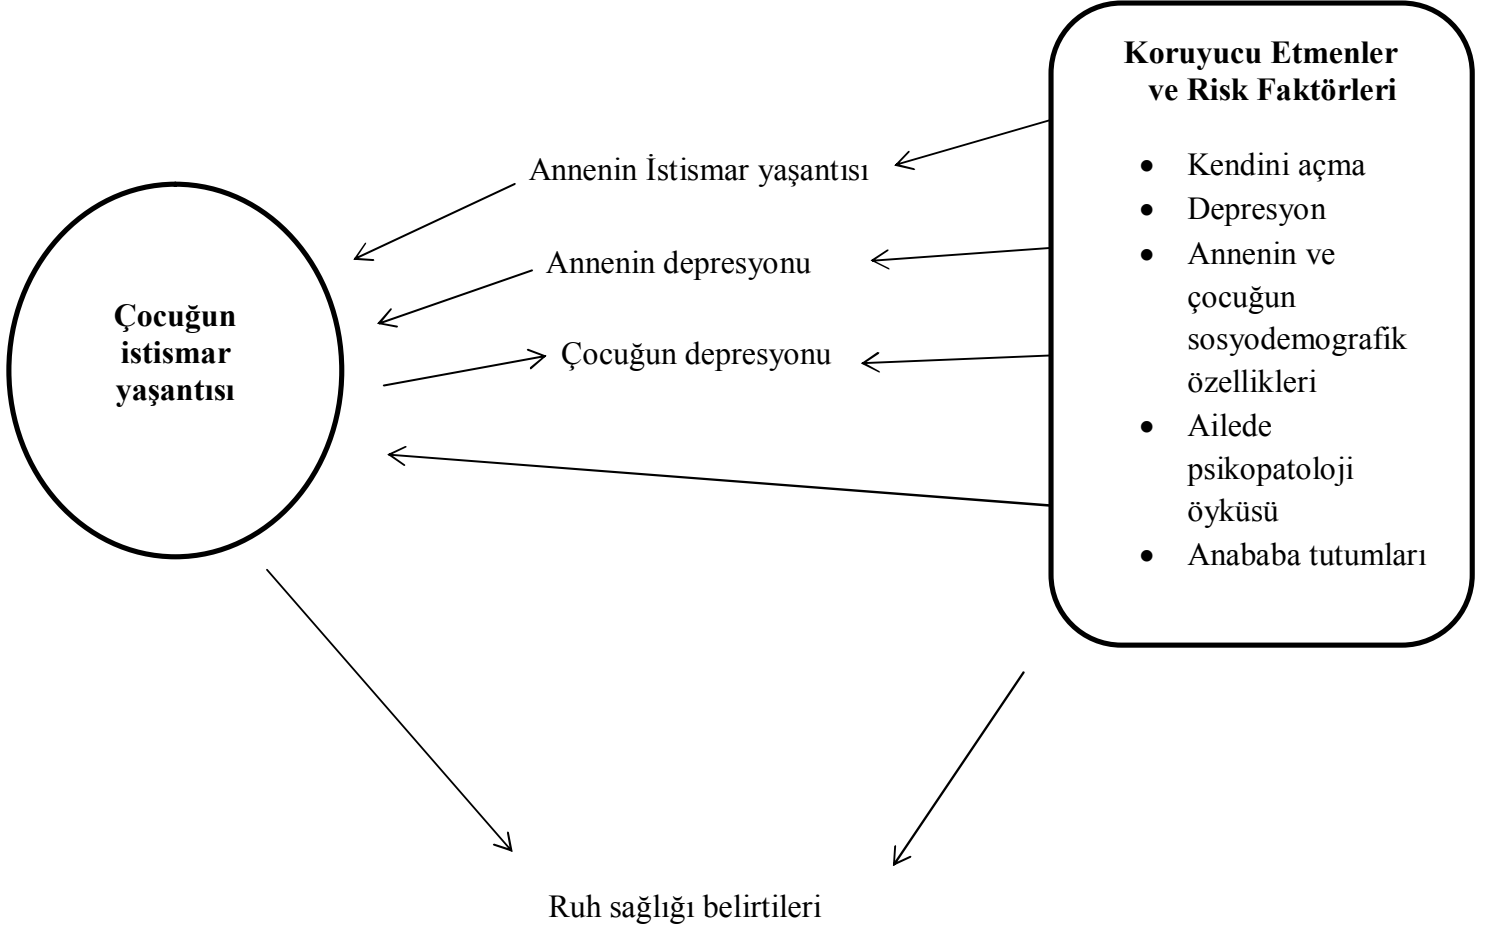 Koruyucu Etmenler
ve Risk Faktörleri
• Kendini açma
• Depresyon
• Annenin ve
çocuğun
sosyodemografik
özellikleri
• Ailede
psikopatoloji
öyküsü
• Anababa tutumları
Annenin İstismar yaşantısı
Annenin depresyonu
Çocuğun depresyonu
Çocuğun
istismar
yaşantısı
Ruh sağlığı belirtileri